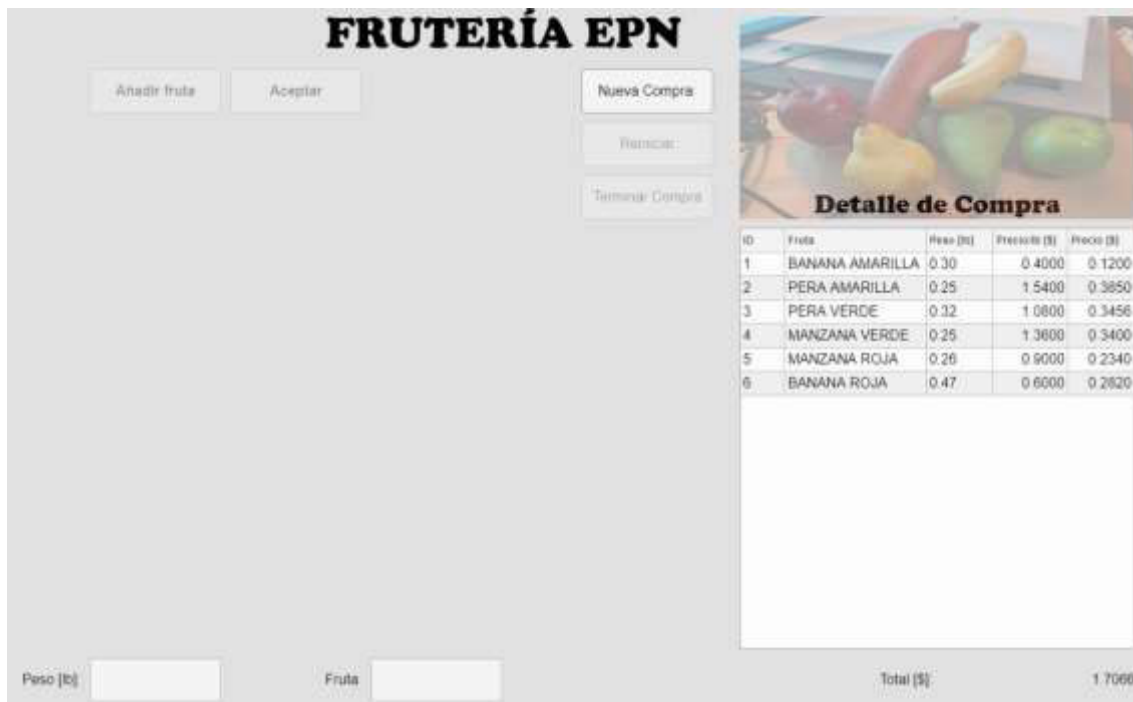 FRUTERÍA EPN
Añadir fruta
Aceptar
Nueva Compra
Reiniciar
Terminar Compra
Detalle de Compra
ID Fruta Peso [lb] Precio/lb [$] Precio [$]
1 BANANA AMARILLA 0.30 0.4000 0.1200
2 PERA AMARILLA 0.25 1.5400 0.3850
3 PERA VERDE 0.32 1.0800 0.3456
4 MANZANA VERDE 0.25 1.3600 0.3400
5 MANZANA ROJA 0.26 0.9000 0.2340
6 BANANA ROJA 0.47 0.6000 0.2820
Peso [lb]
Fruta
Total [$]: 1.7066